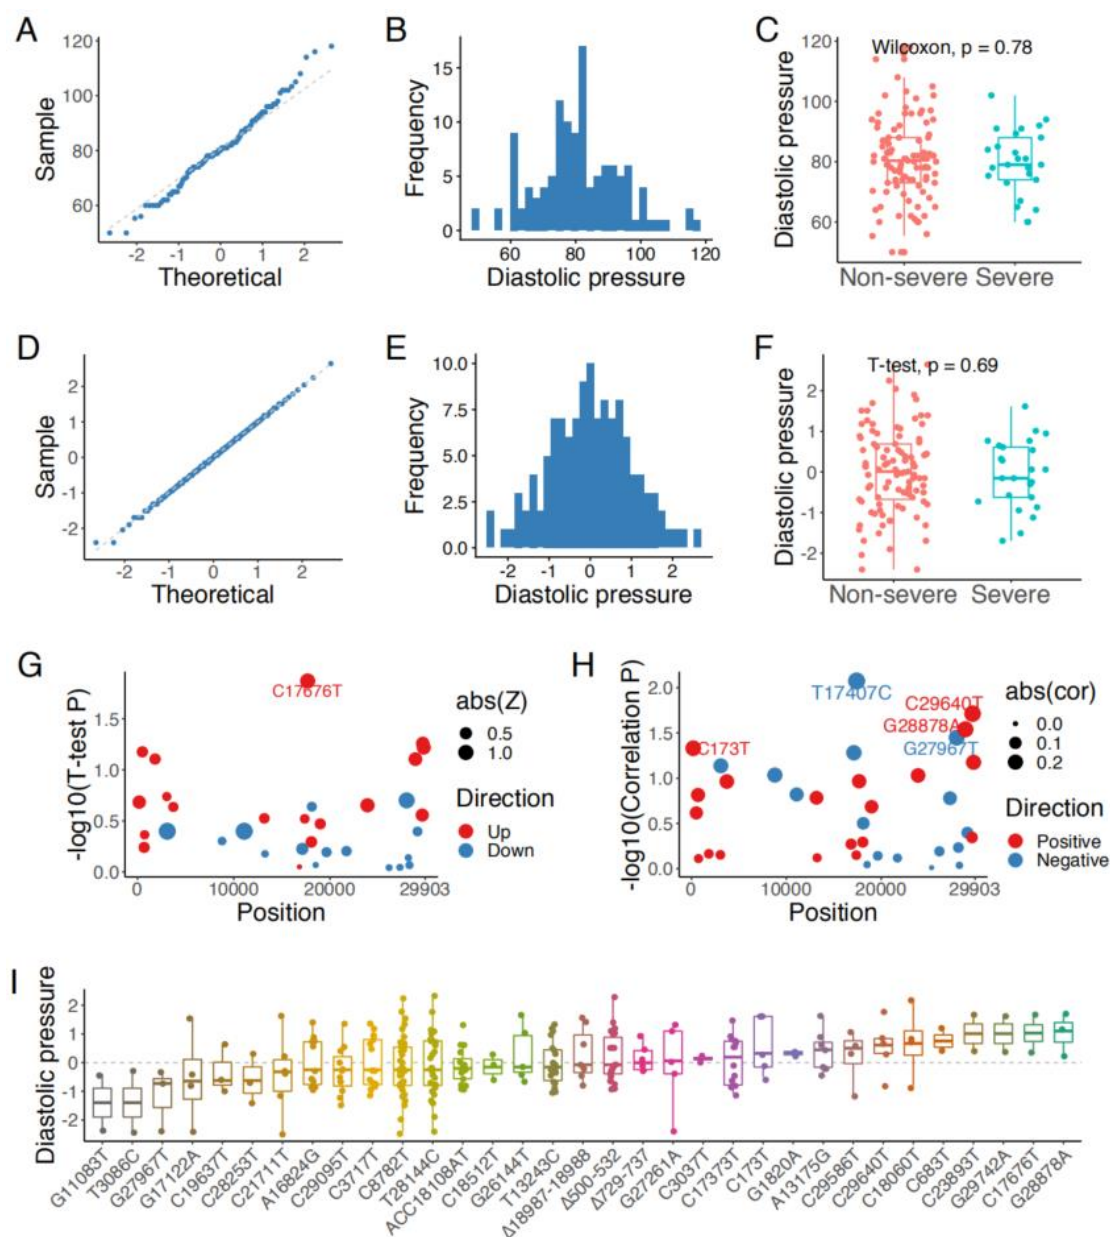 A
120
100
80
60
Sample
-2 -1 0 1 2
Theoretical
B
15
10
5
0
Frequency
60 80 100 120
Diastolic pressure
C
Wilcoxon, p = 0.78
120
100
80
60
Diastolic pressure
Non-severe Severe
D
2
1
0
-1
-2
Sample
-2 -1 0 1 2
Theoretical
E
10.0
7.5
5.0
2.5
0.0
Frequency
-2 -1 0 1 2
Diastolic pressure
F
T-test, p = 0.69
2
1
0
-1
-2
Diastolic pressure
Non-severe Severe
G
C17676T
1.5
1.0
0.5
0.0
-log10(T-test P)
0 10000 20000 29903
Position
abs(Z)
0.5
1.0
Direction
Up
Down
H
T17407C
C29640T
G28878A
C173T
G27967T
2.0
1.5
1.0
0.5
0.0
-log10(Correlation P)
0 10000 20000 29903
Position
abs(cor)
0.0
0.1
0.2
Direction
Positive
Negative
I
2
1
0
-1
-2
Diastolic pressure
G11083T
T3086C
G27967T
G17122A
C19637T
C28253T
C21711T
A16824G
C29095T
C3717T
C8782T
T28144C
ACC18108AT
C18512T
G26144T
T1243C
Δ18987-18988
Δ500-532
Δ729-737
G27261A
C3037T
C17373T
C173T
G1820A
A13175G
C29586T
C29640T
C18060T
C683T
C23893T
G29742A
C17676T
G28878A